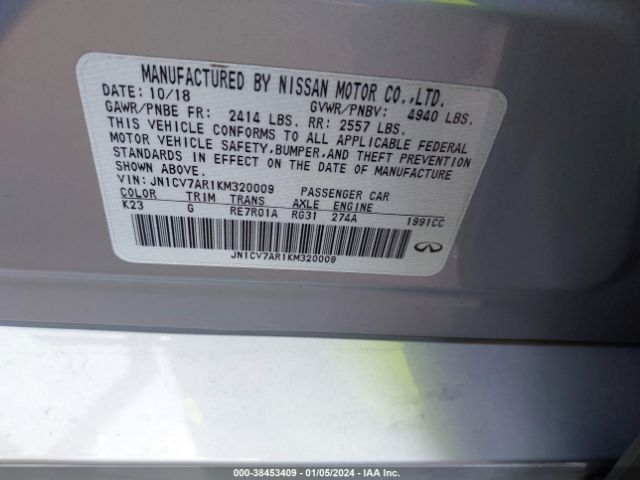 MANUFACTURED BY NISSAN MOTOR CO.,LTD.
DATE: 10/18 GVWR/PNBV: 4940 LBS.
GAWR/PNBE FR: 2414 LBS. RR: 2557 LBS.
THIS VEHICLE CONFORMS TO ALL APPLICABLE FEDERAL
MOTOR VEHICLE SAFETY,BUMPER,AND THEFT PREVENTION
STANDARDS IN EFFECT ON THE DATE OF MANUFACTURE
SHOWN ABOVE.
VIN: JN1CV7AR1KM320009 PASSENGER CAR
COLOR TRIM TRANS AXLE ENGINE
K23 G RE7R01A RG31 274A 1991CC
JN1CV7AR1KM320009
000-38453409 - 01/05/2024 - IAA Inc.